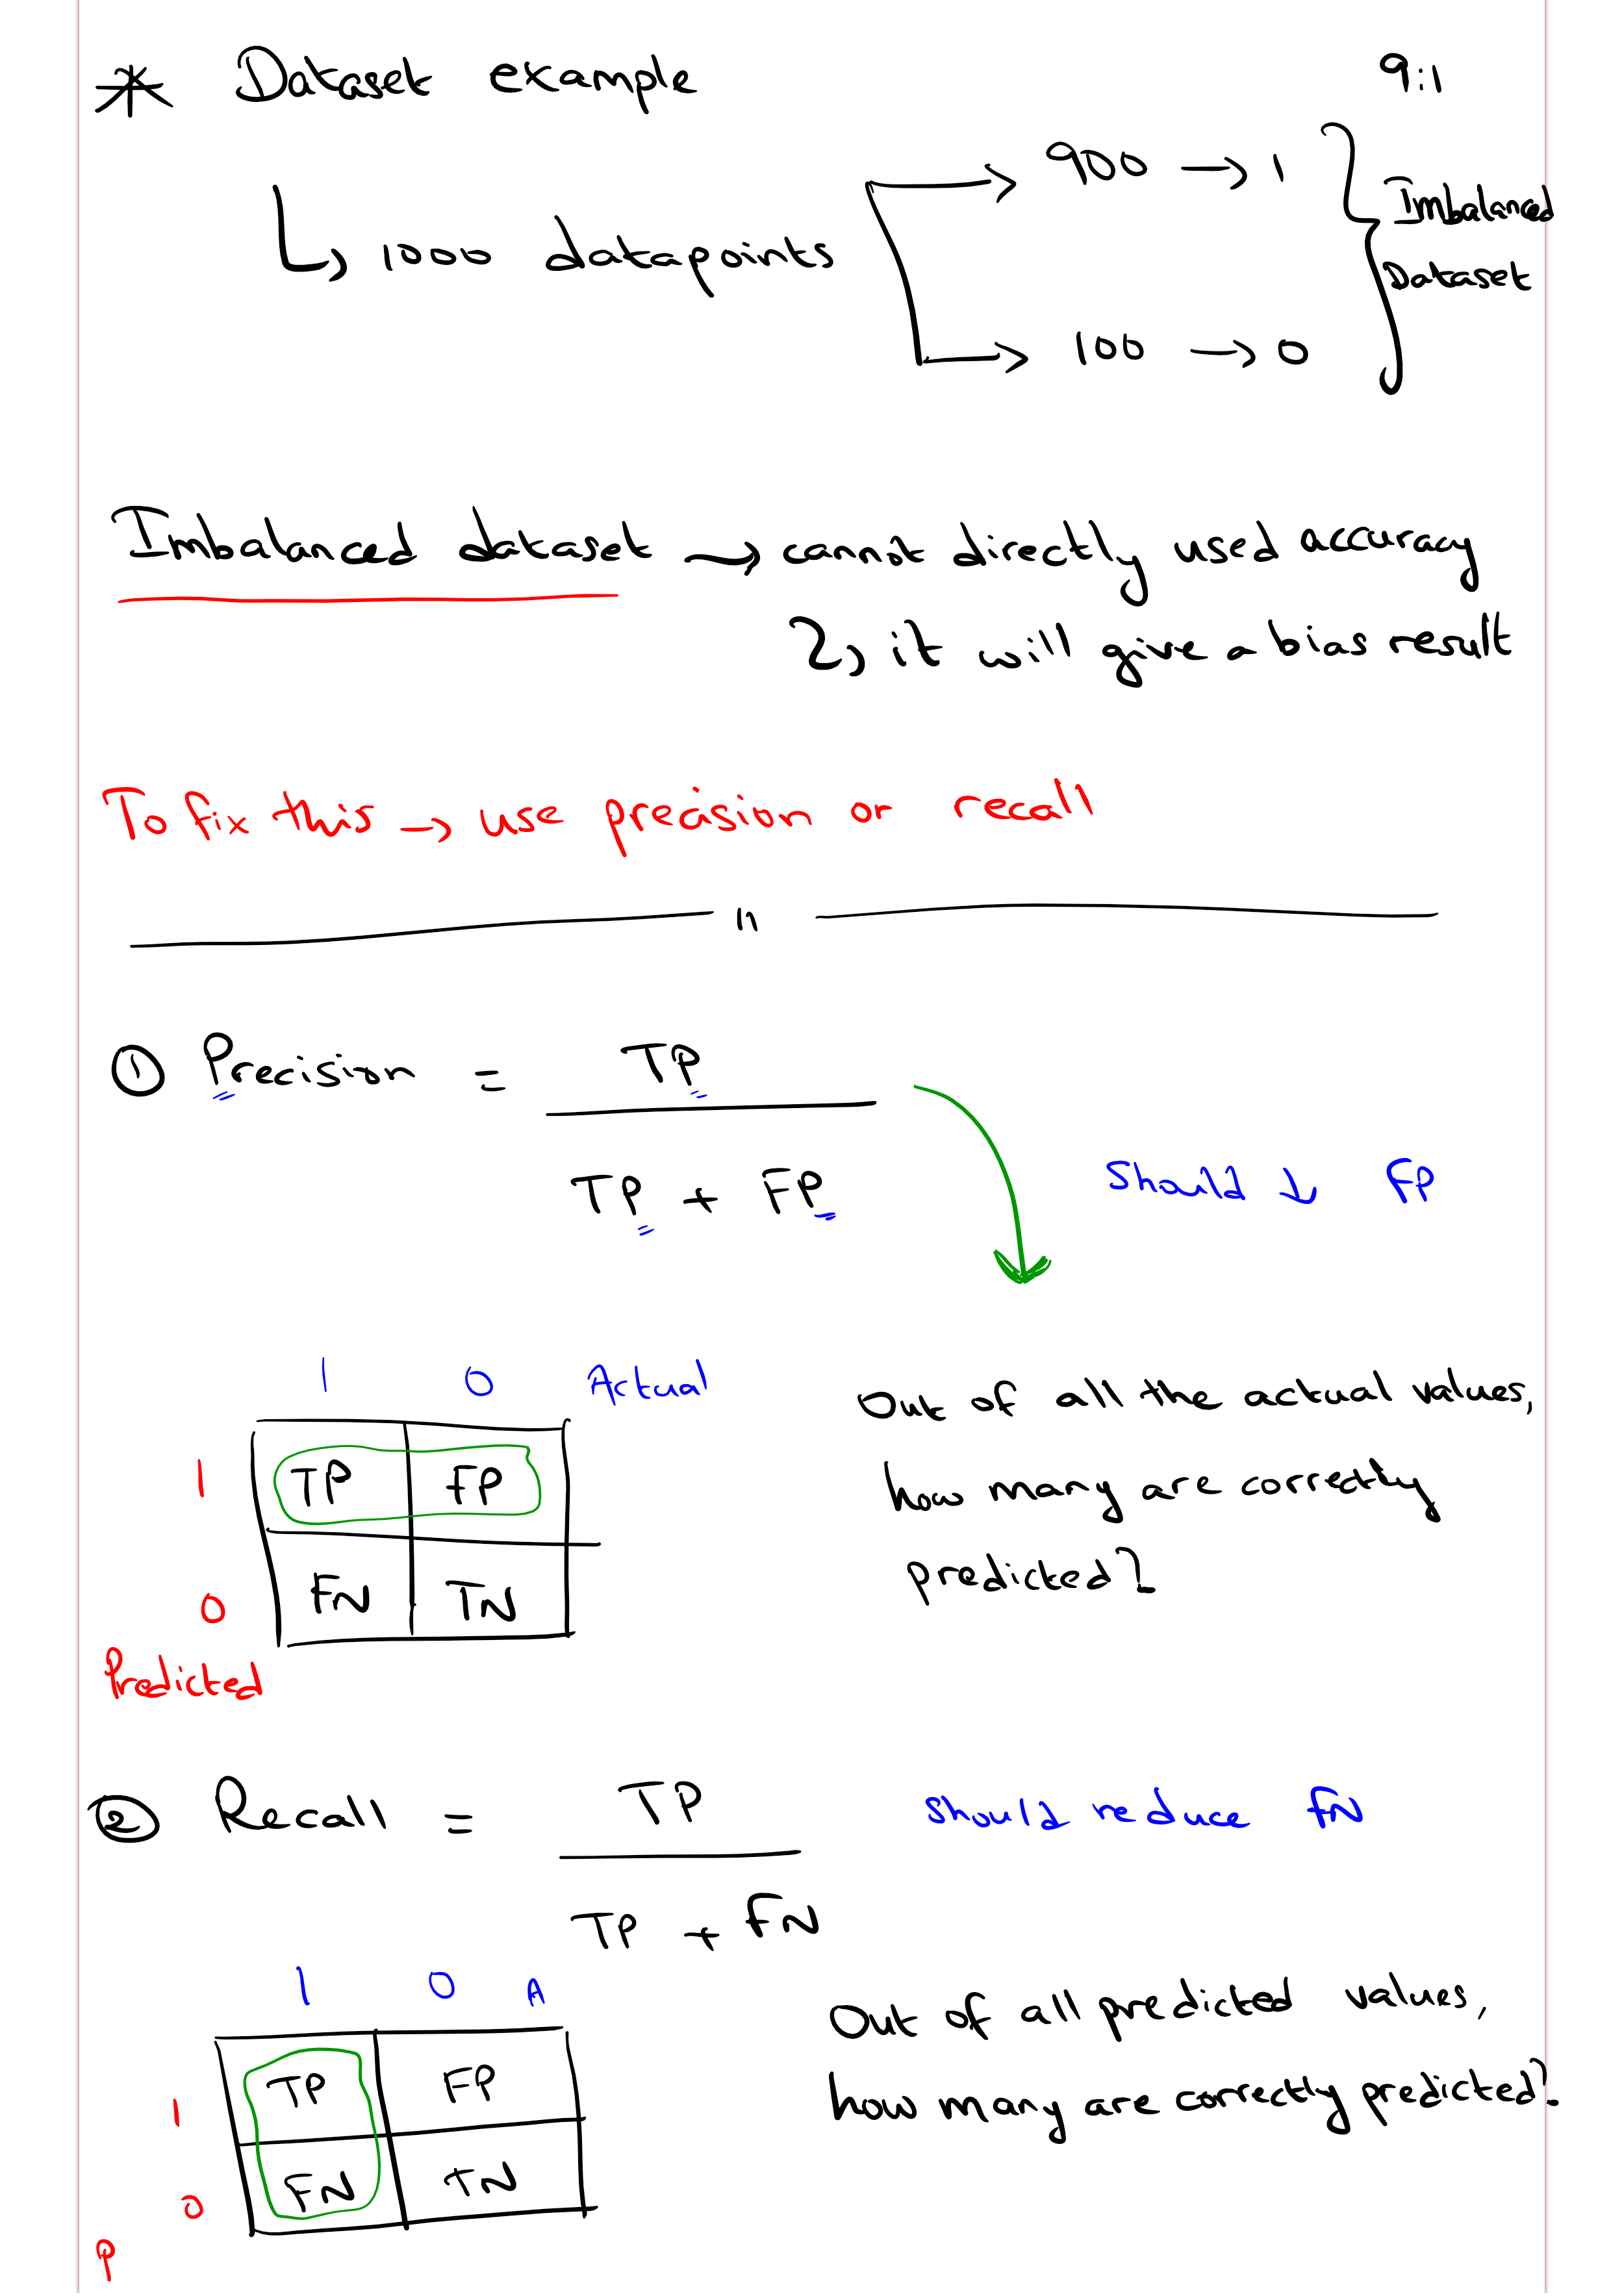 * Dataset example 9:1
↳ 1000 datapoints
→ 900 → 1
→ 100 → 0
Imbalanced
Dataset
Imbalanced dataset → cannot directly used accuracy
↳ it will give a bias result
To fix this → use precision or recall
① Precision = TP
TP + FP
Should ↓ FP
1 0 Actual
1 TP FP
0 FN TN
Predicted
Out of all the actual values,
how many are correctly
predicted?
② Recall = TP
TP + FN
should reduce FN
1 0 A
1 TP FP
0 FN TN
P
Out of all predicted values,
how many are correctly predicted?